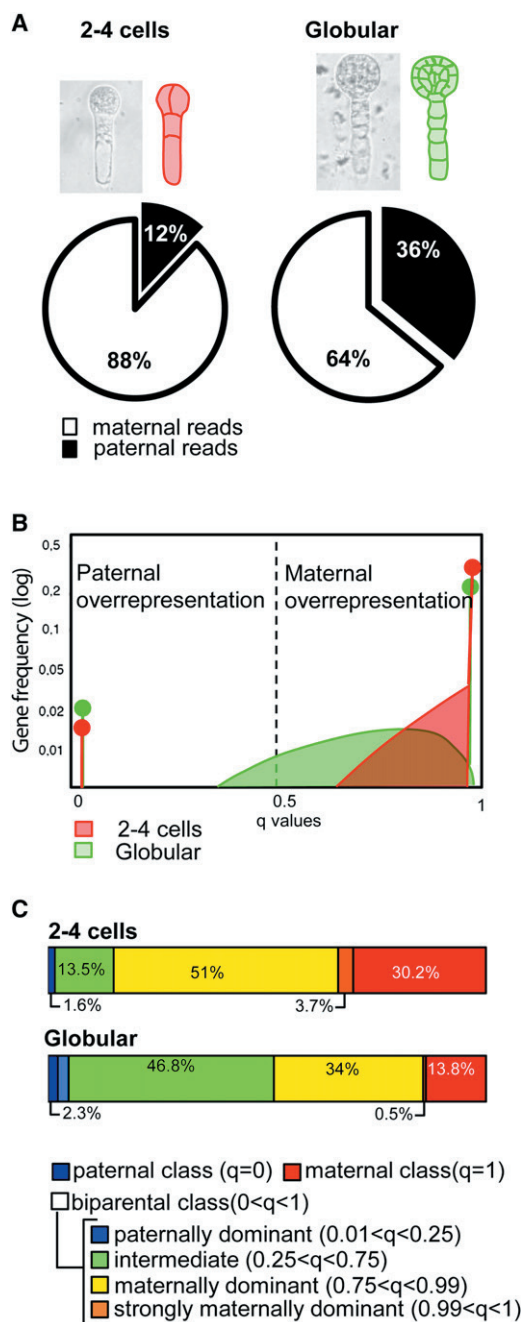 A
2-4 cells
Globular
12%
88%
36%
64%
maternal reads
paternal reads
B
Gene frequency (log)
0.5
0.2
0.1
0.05
0.02
0.01
Paternal overrepresentation
Maternal overrepresentation
0
0.5
1
q values
2-4 cells
Globular
C
2-4 cells
13.5%
51%
30.2%
1.6%
3.7%
Globular
46.8%
34%
13.8%
2.3%
0.5%
paternal class (q=0)
maternal class(q=1)
biparental class(0<q<1)
paternally dominant (0.01<q<0.25)
intermediate (0.25<q<0.75)
maternally dominant (0.75<q<0.99)
strongly maternally dominant (0.99<q<1)